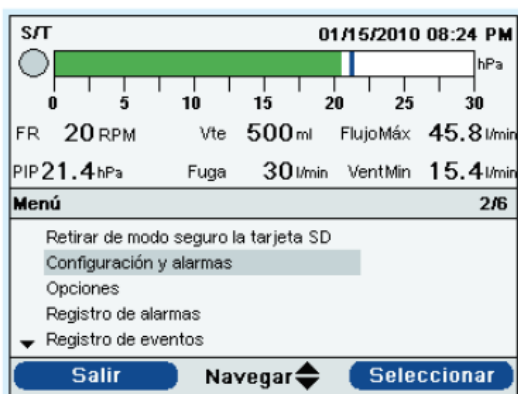 S/T 01/15/2010 08:24 PM
hPa
0 5 10 15 20 25 30
FR 20 RPM Vte 500 ml FlujoMáx 45.8 l/min
PIP 21.4 hPa Fuga 30 l/min VentMin 15.4 l/min
Menú 2/6
Retirar de modo seguro la tarjeta SD
Configuración y alarmas
Opciones
Registro de alarmas
Registro de eventos
Salir Navegar Seleccionar